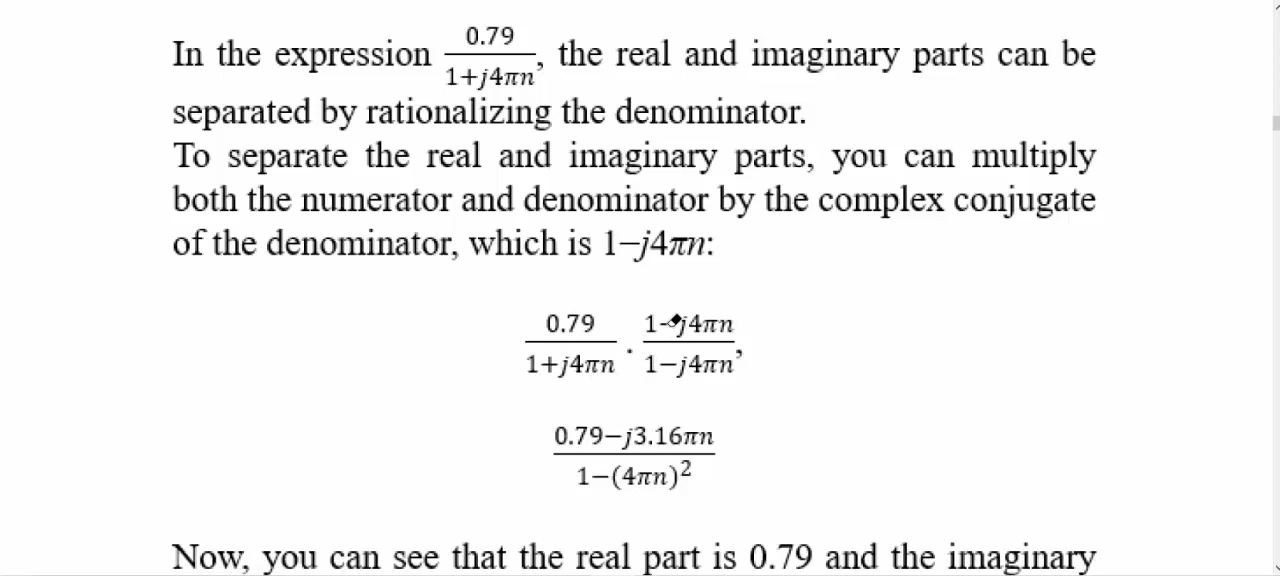 In the expression 0.79/(1+j4πn), the real and imaginary parts can be
separated by rationalizing the denominator.
To separate the real and imaginary parts, you can multiply
both the numerator and denominator by the complex conjugate
of the denominator, which is 1−j4πn:
0.79/(1+j4πn) · (1-j4πn)/(1−j4πn),
(0.79−j3.16πn)/(1−(4πn)²)
Now, you can see that the real part is 0.79 and the imaginary